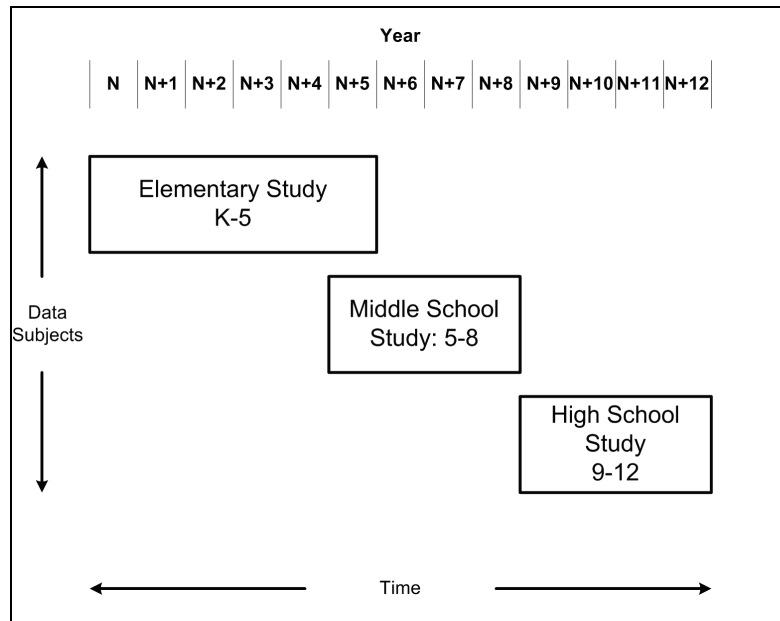 Year
N N+1 N+2 N+3 N+4 N+5 N+6 N+7 N+8 N+9 N+10 N+11 N+12
Elementary Study
K-5
Middle School
Study: 5-8
Data
Subjects
High School
Study
9-12
Time